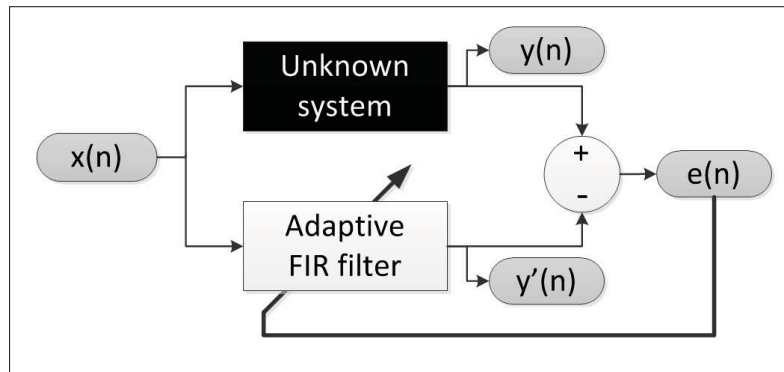 Unknown
system
y(n)
x(n)
+
-
e(n)
Adaptive
FIR filter
y’(n)